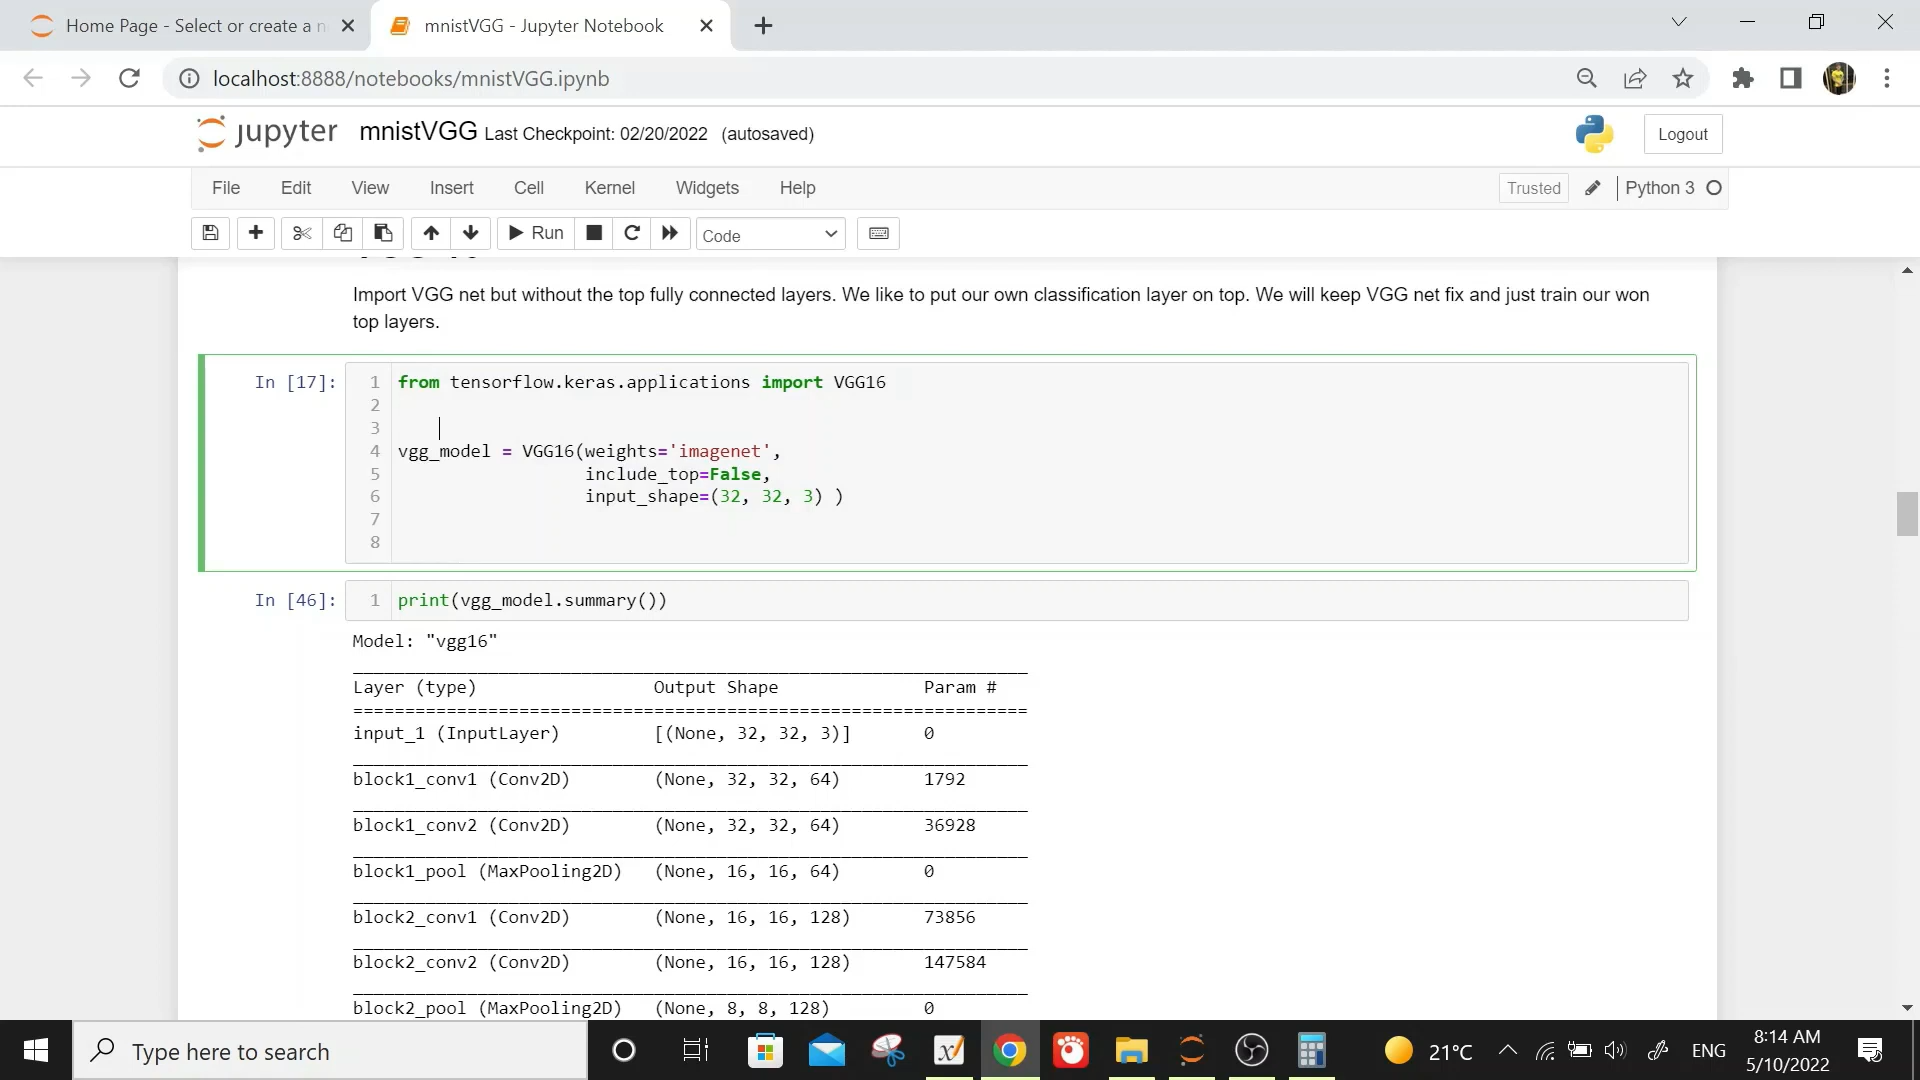 Home Page - Select or create a n
mnistVGG - Jupyter Notebook
localhost:8888/notebooks/mnistVGG.ipynb
jupyter mnistVGG Last Checkpoint: 02/20/2022 (autosaved)
Logout
File Edit View Insert Cell Kernel Widgets Help
Trusted Python 3
Run Code
Import VGG net but without the top fully connected layers. We like to put our own classification layer on top. We will keep VGG net fix and just train our won
top layers.
In [17]: 1 from tensorflow.keras.applications import VGG16
2
3
4 vgg_model = VGG16(weights='imagenet',
5 include_top=False,
6 input_shape=(32, 32, 3) )
7
8
In [46]: 1 print(vgg_model.summary())
Model: "vgg16"
_________________________________________________________________
Layer (type) Output Shape Param #
=================================================================
input_1 (InputLayer) [(None, 32, 32, 3)] 0
_________________________________________________________________
block1_conv1 (Conv2D) (None, 32, 32, 64) 1792
_________________________________________________________________
block1_conv2 (Conv2D) (None, 32, 32, 64) 36928
_________________________________________________________________
block1_pool (MaxPooling2D) (None, 16, 16, 64) 0
_________________________________________________________________
block2_conv1 (Conv2D) (None, 16, 16, 128) 73856
_________________________________________________________________
block2_conv2 (Conv2D) (None, 16, 16, 128) 147584
_________________________________________________________________
block2_pool (MaxPooling2D) (None, 8, 8, 128) 0
Type here to search
21°C
ENG
8:14 AM
5/10/2022